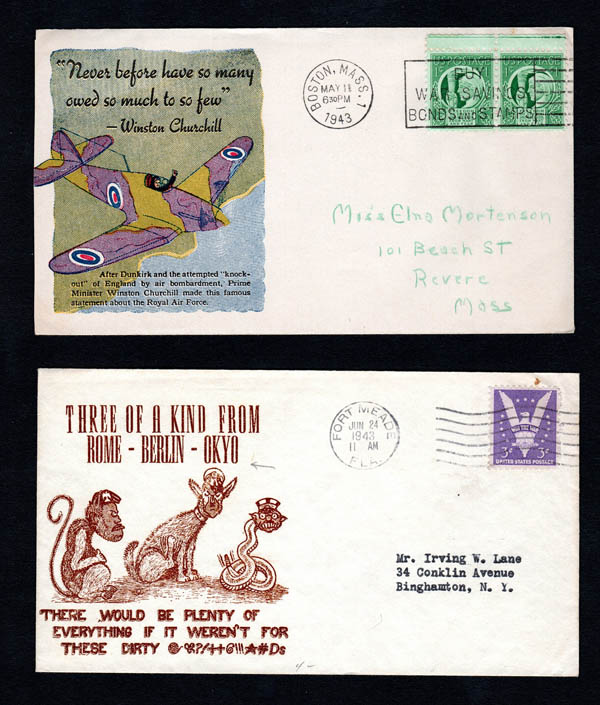 "Never before have so many
owed so much to so few"
—Winston Churchill
After Dunkirk and the attempted "knock-
out" of England by air bombardment, Prime
Minister Winston Churchill made this famous
statement about the Royal Air Force.
BOSTON, MASS. 1
MAY 11
6 30 PM
1943
BUY
WAR SAVINGS
BONDS AND STAMPS
Miss Elna Mortenson
101 Beach ST
Revere
Mass
THREE OF A KIND FROM
ROME - BERLIN - OKYO
THERE WOULD BE PLENTY OF
EVERYTHING IF IT WEREN'T FOR
THESE DIRTY @%?/++¢!!!*#Ds
FORT MEADE
JUN 24
1943
11 AM
FLA.
WIN THE WAR
3¢ 3¢
UNITED STATES POSTAGE
Mr. Irving W. Lane
34 Conklin Avenue
Binghamton, N. Y.